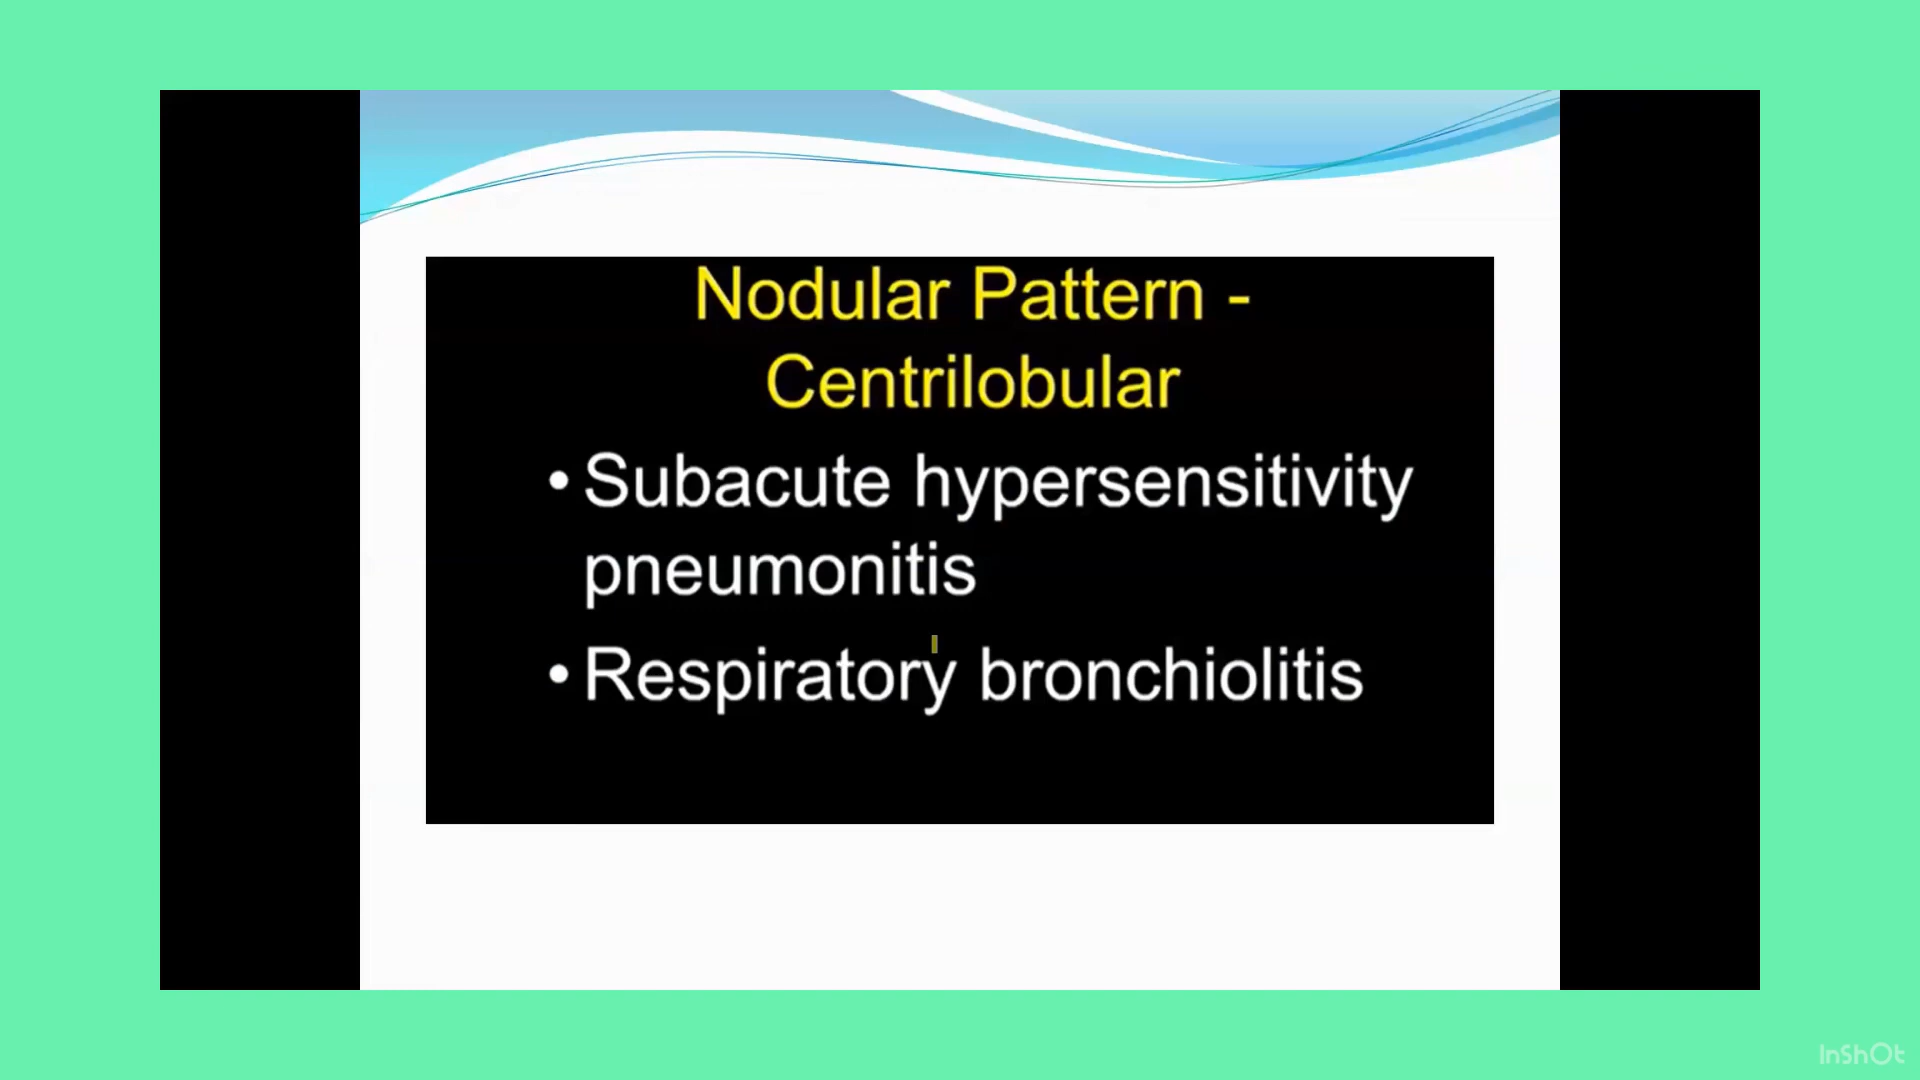 Nodular Pattern -
Centrilobular
• Subacute hypersensitivity
pneumonitis
• Respiratory bronchiolitis
InShOt